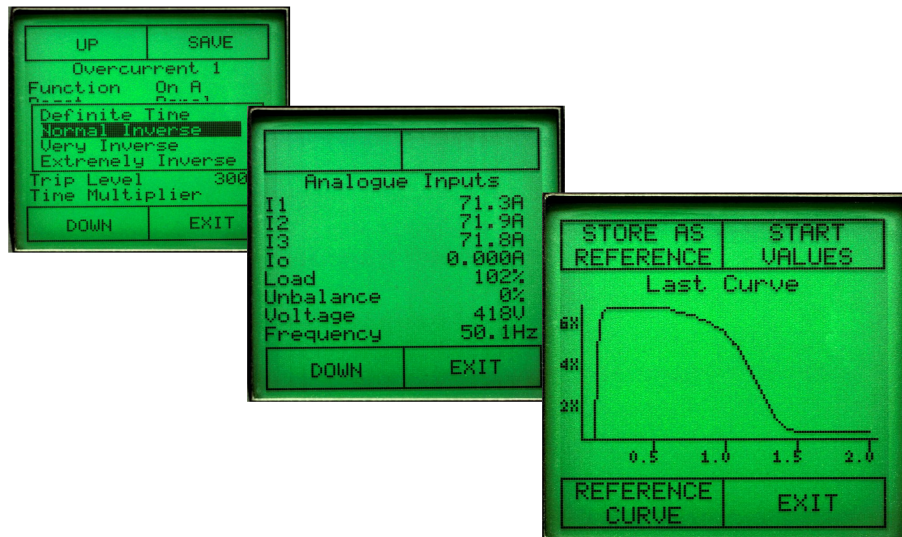 UP SAVE
Overcurrent 1
Function On A
Definite Time
Normal Inverse
Very Inverse
Extremely Inverse
Trip Level 300
Time Multiplier
DOWN EXIT
Analogue Inputs
I1 71.3A
I2 71.9A
I3 71.8A
Io 0.000A
Load 102%
Unbalance 0%
Voltage 418V
Frequency 50.1Hz
DOWN EXIT
STORE AS START
REFERENCE VALUES
Last Curve
6X
4X
2X
0.5 1.0 1.5 2.0
REFERENCE
CURVE EXIT